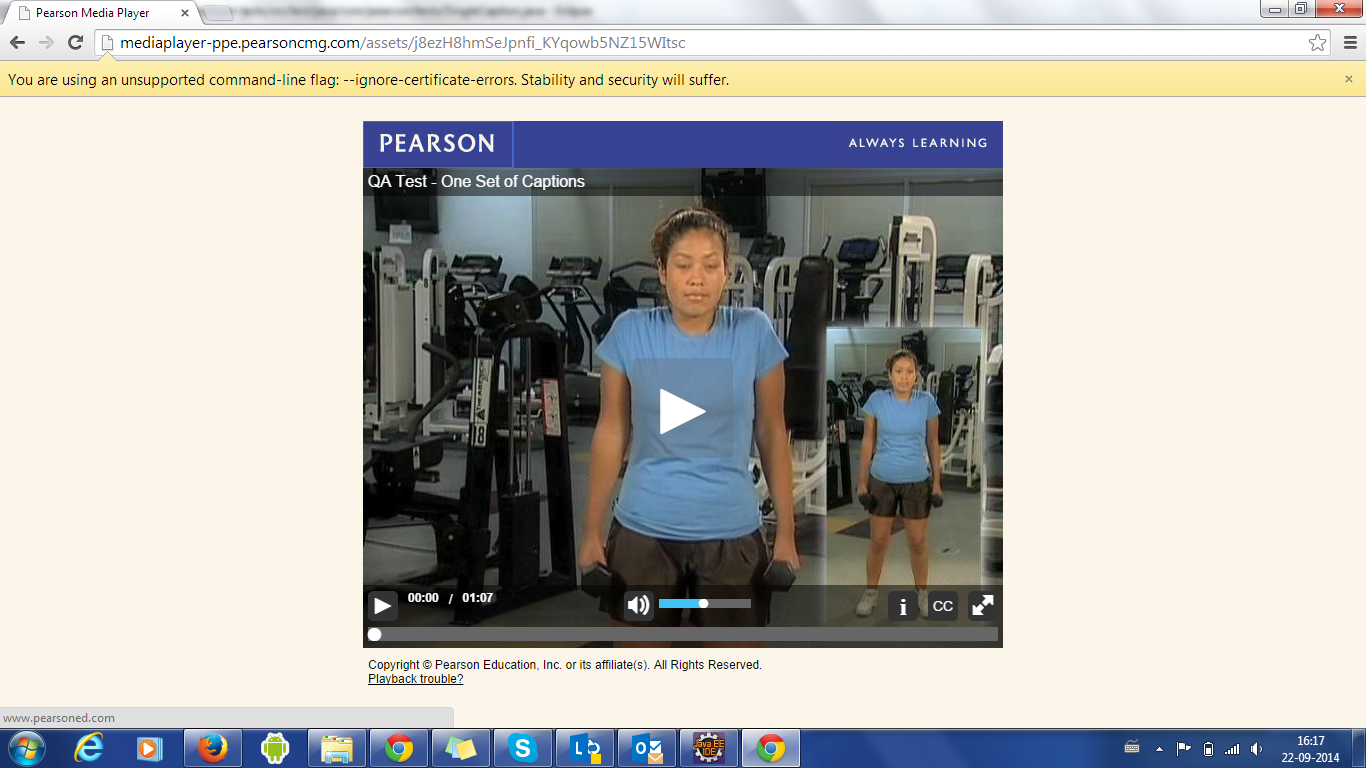 Pearson Media Player
mediaplayer-ppe.pearsoncmg.com/assets/j8ezH8hmSeJpnfi_KYqowb5NZ15WItsc
You are using an unsupported command-line flag: --ignore-certificate-errors. Stability and security will suffer.
PEARSON
ALWAYS LEARNING
QA Test - One Set of Captions
18
00:00 / 01:07
i CC
Copyright © Pearson Education, Inc. or its affiliate(s). All Rights Reserved.
Playback trouble?
www.pearsoned.com
Java EE
IDE
16:17
22-09-2014